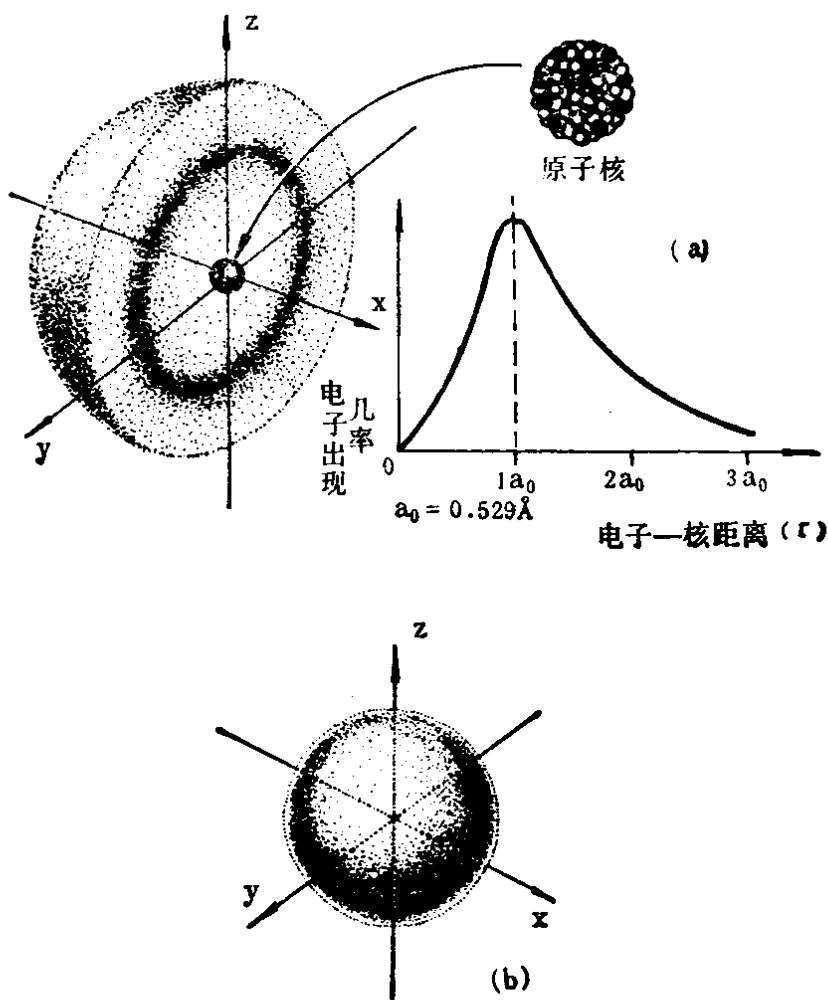 z
原子核
(a)
x
y
电子出现
几率
0
1a₀
2a₀
3a₀
a₀ = 0.529Å
电子—核距离 (r)
z
y
x
(b)